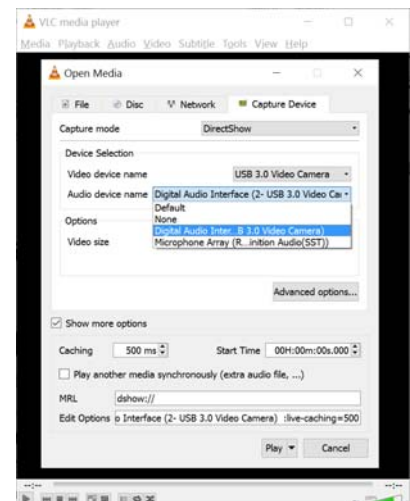 VLC media player
Media Playback Audio Video Subtitle Tools View Help
Open Media
File Disc Network Capture Device
Capture mode DirectShow
Device Selection
Video device name USB 3.0 Video Camera
Audio device name Digital Audio Interface (2- USB 3.0 Video Ca
Default
None
Digital Audio Inter...B 3.0 Video Camera)
Microphone Array (R...inition Audio(SST))
Options
Video size
Advanced options...
Show more options
Caching 500 ms Start Time 00H:00m:00s.000
Play another media synchronously (extra audio file, ...)
MRL dshow://
Edit Options o Interface (2- USB 3.0 Video Camera) :live-caching=500
Play Cancel
--:-- --:--